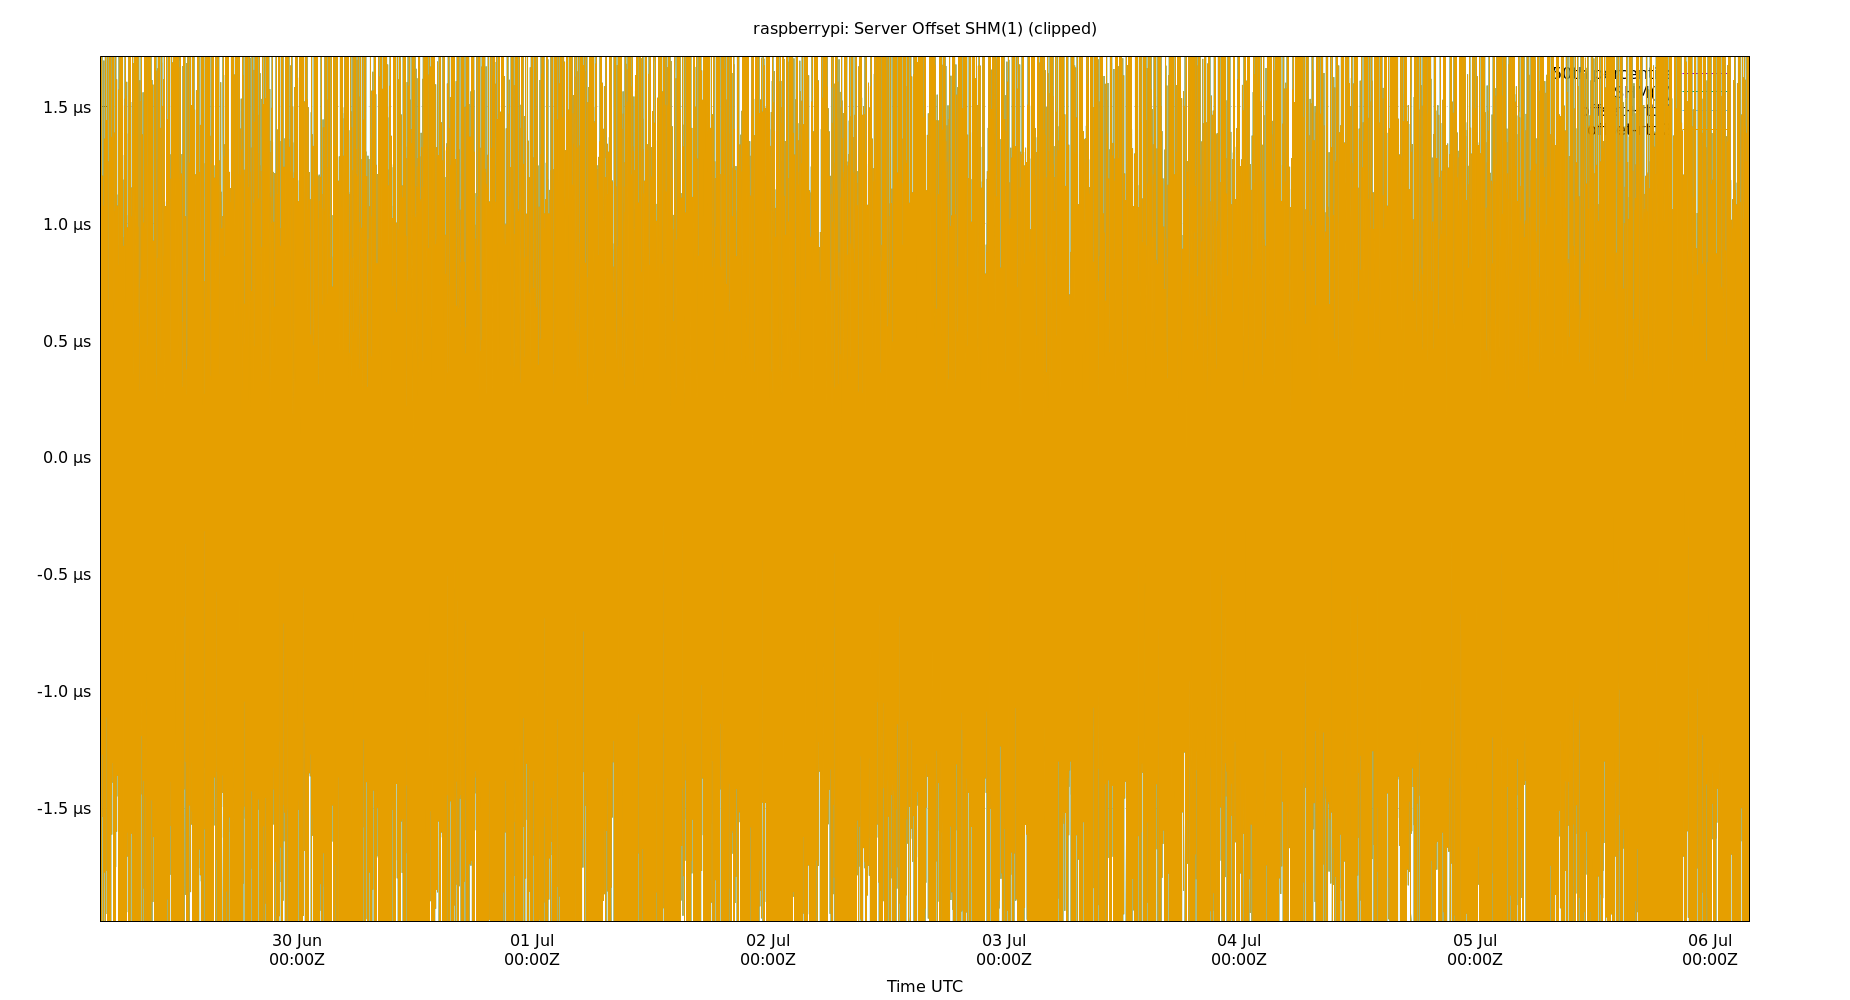 raspberrypi: Server Offset SHM(1) (clipped)
1.5 µs
1.0 µs
0.5 µs
0.0 µs
-0.5 µs
-1.0 µs
-1.5 µs
30 Jun 01 Jul 02 Jul 03 Jul 04 Jul 05 Jul 06 Jul
00:00Z 00:00Z 00:00Z 00:00Z 00:00Z 00:00Z 00:00Z
Time UTC